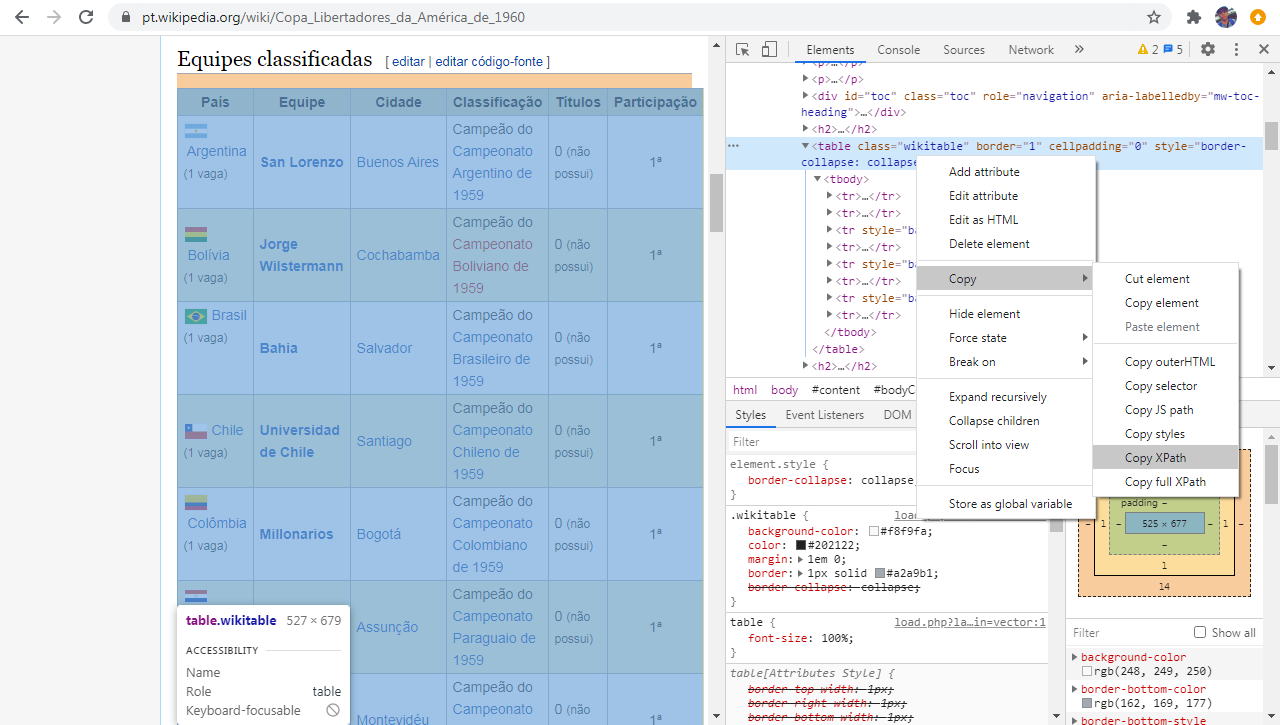 pt.wikipedia.org/wiki/Copa_Libertadores_da_América_de_1960
Equipes classificadas [ editar | editar código-fonte ]
País Equipe Cidade Classificação Títulos Participação
Argentina
(1 vaga)
San Lorenzo
Buenos Aires
Campeão do
Campeonato
Argentino de
1959
0 (não
possui)
1ª
Bolívia
(1 vaga)
Jorge
Wilstermann
Cochabamba
Campeão do
Campeonato
Boliviano de
1959
0 (não
possui)
1ª
Brasil
(1 vaga)
Bahia
Salvador
Campeão do
Campeonato
Brasileiro de
1959
0 (não
possui)
1ª
Chile
(1 vaga)
Universidad
de Chile
Santiago
Campeão do
Campeonato
Chileno de
1959
0 (não
possui)
1ª
Colômbia
(1 vaga)
Millonarios
Bogotá
Campeão do
Campeonato
Colombiano
de 1959
0 (não
possui)
1ª
Assunção
Campeão do
Campeonato
Paraguaio de
1959
0 (não
possui)
1ª
Montevidéu
Campeão do
Campeonato
0 (não
1ª
table.wikitable 527 × 679
ACCESSIBILITY
Name
Role table
Keyboard-focusable
Elements Console Sources Network » 2 5
<p>…</p>
<p>…</p>
<div id="toc" class="toc" role="navigation" aria-labelledby="mw-toc-
heading">…</div>
<h2>…</h2>
<table class="wikitable" border="1" cellpadding="0" style="border-
collapse: collapse
<tbody>
<tr>…</tr>
<tr>…</tr>
<tr style="ba
<tr>…</tr>
<tr style="ba
<tr>…</tr>
<tr style="ba
<tr>…</tr>
</tbody>
</table>
<h2>…</h2>
html body #content #bodyC
Add attribute
Edit attribute
Edit as HTML
Delete element
Copy
Hide element
Force state
Break on
Expand recursively
Collapse children
Scroll into view
Focus
Store as global variable
Cut element
Copy element
Paste element
Copy outerHTML
Copy selector
Copy JS path
Copy styles
Copy XPath
Copy full XPath
Styles Event Listeners DOM
Filter
element.style {
border-collapse: collapse;
}
.wikitable { load.
background-color: #f8f9fa;
color: #202122;
margin: 1em 0;
border: 1px solid #a2a9b1;
border-collapse: collapse;
}
table { load.php?la…in=vector:1
font-size: 100%;
}
table[Attributes Style] {
border-top-width: 1px;
border-right-width: 1px;
border-bottom-width: 1px;
padding –
– 1 – 525 × 677 – 1 –
–
1
14
Filter Show all
background-color
rgb(248, 249, 250)
border-bottom-color
rgb(162, 169, 177)
border-bottom-style